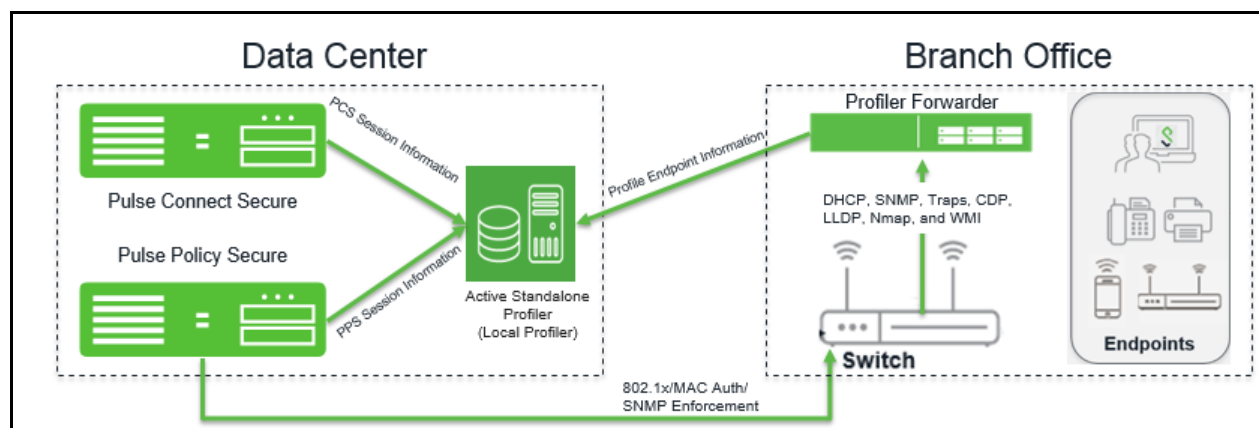 Data Center
Branch Office
PCS Session Information
Pulse Connect Secure
Pulse Policy Secure
PPS Session Information
Active Standalone
Profiler
(Local Profiler)
Profile Endpoint Information
Profiler Forwarder
DHCP, SNMP, Traps, CDP,
LLDP, Nmap, and WMI
Switch
Endpoints
802.1x/MAC Auth/
SNMP Enforcement